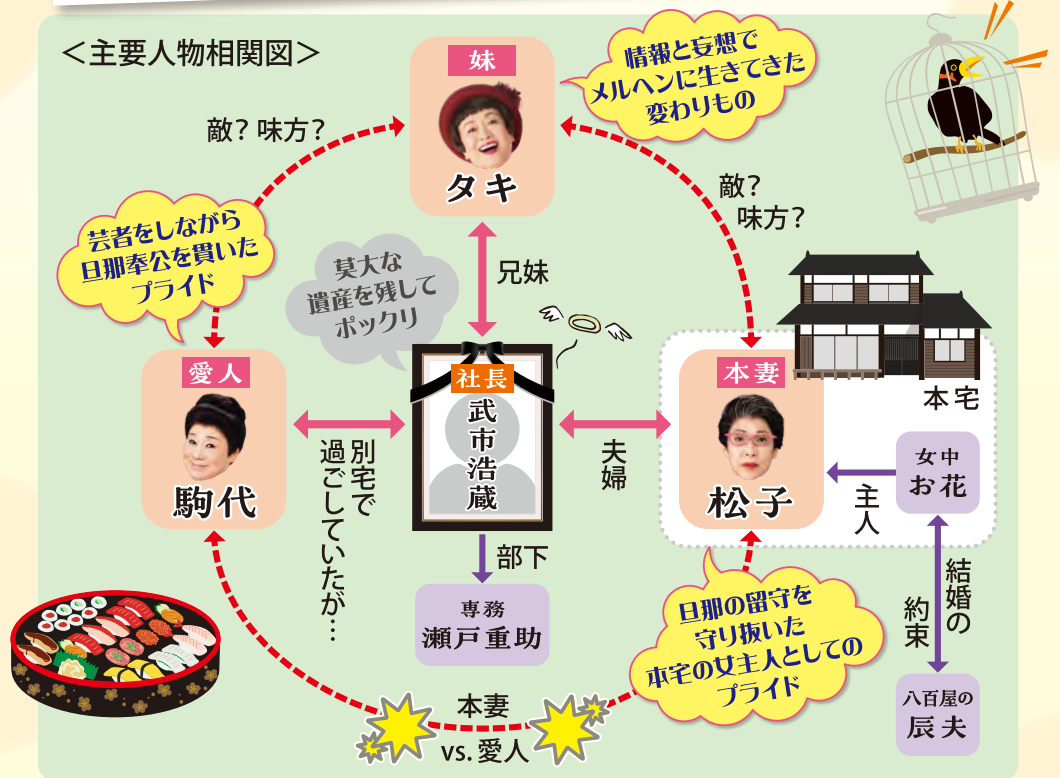 ＜主要人物相関図＞
妹
タキ
情報と妄想で
メルヘンに生きてきた
変わりもの
敵？味方？
敵？
味方？
芸者をしながら
旦那奉公を貫いた
プライド
莫大な
遺産を残して
ポックリ
兄妹
愛人
駒代
別宅で
過ごしていたが…
社長
武市浩蔵
夫婦
本妻
松子
本宅
女中
お花
主人
部下
専務
瀬戸重助
結婚の
約束
旦那の留守を
守り抜いた
本宅の女主人としての
プライド
八百屋の
辰夫
本妻
vs. 愛人